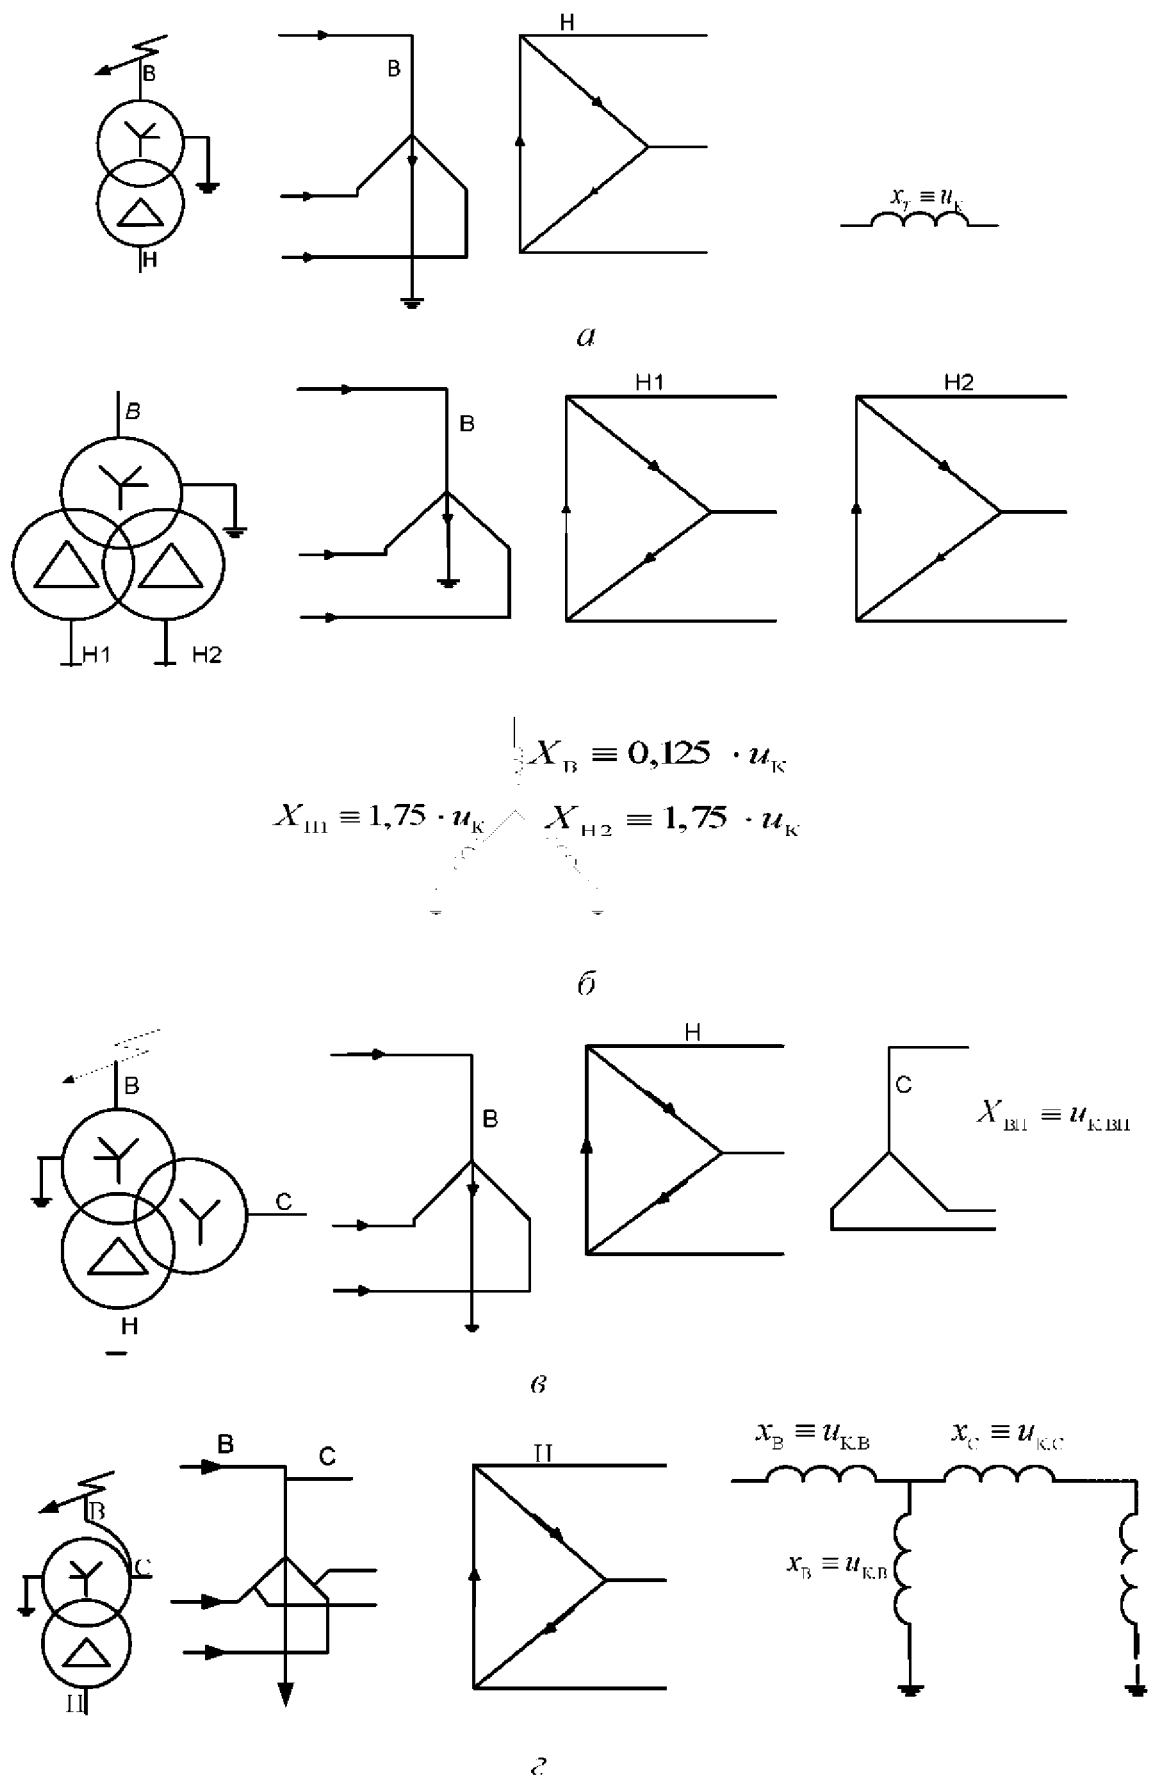 В
Н
В
Н
x_T ≡ u_К
а
В
Н1
Н2
В
Н1
Н2
X_В ≡ 0,125 · u_К
X_Н1 ≡ 1,75 · u_К
X_Н2 ≡ 1,75 · u_К
б
В
С
Н
В
Н
С
X_ВН ≡ u_К.ВН
в
В
С
Н
В
С
Н
x_В ≡ u_К.В
x_С ≡ u_К.С
x_В ≡ u_К.В
г